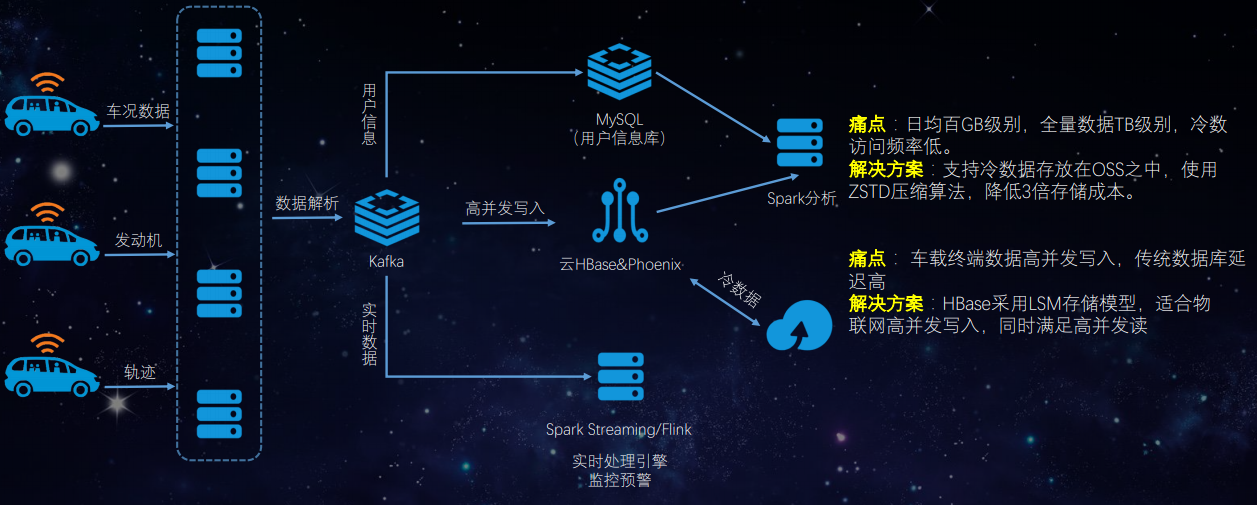 车况数据
发动机
轨迹
数据解析
用户信息
Kafka
实时数据
高并发写入
MySQL
（用户信息库）
云HBase&Phoenix
冷数据
Spark分析
Spark Streaming/Flink
实时处理引擎
监控预警
痛点：日均百GB级别，全量数据TB级别，冷数
访问频率低。
解决方案：支持冷数据存放在OSS之中，使用
ZSTD压缩算法，降低3倍存储成本。
痛点： 车载终端数据高并发写入，传统数据库延
迟高
解决方案：HBase采用LSM存储模型，适合物
联网高并发写入，同时满足高并发读